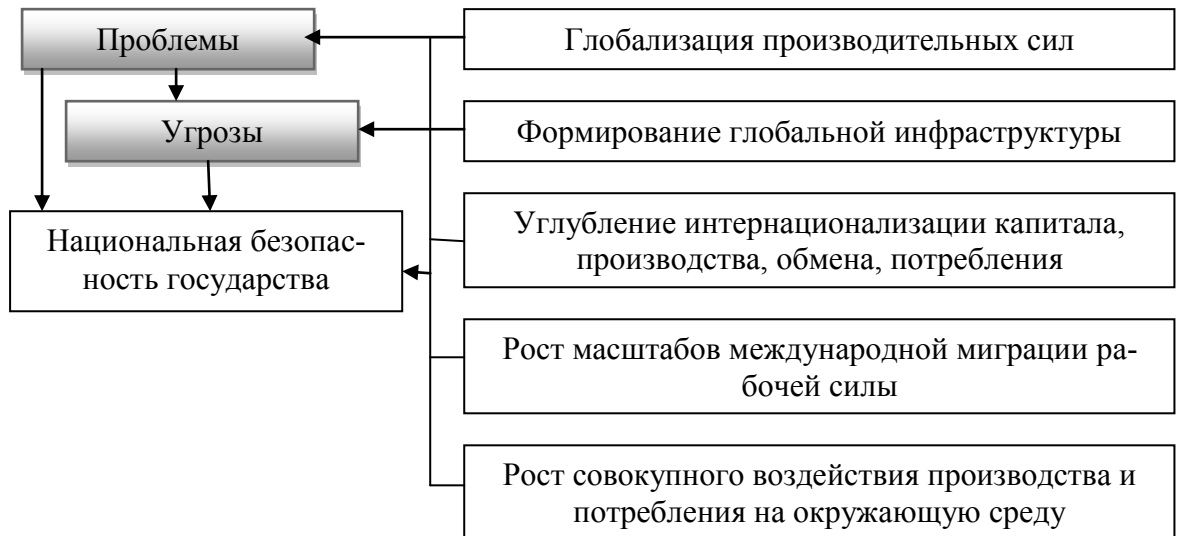 Проблемы
Угрозы
Национальная безопас-
ность государства
Глобализация производительных сил
Формирование глобальной инфраструктуры
Углубление интернационализации капитала,
производства, обмена, потребления
Рост масштабов международной миграции ра-
бочей силы
Рост совокупного воздействия производства и
потребления на окружающую среду